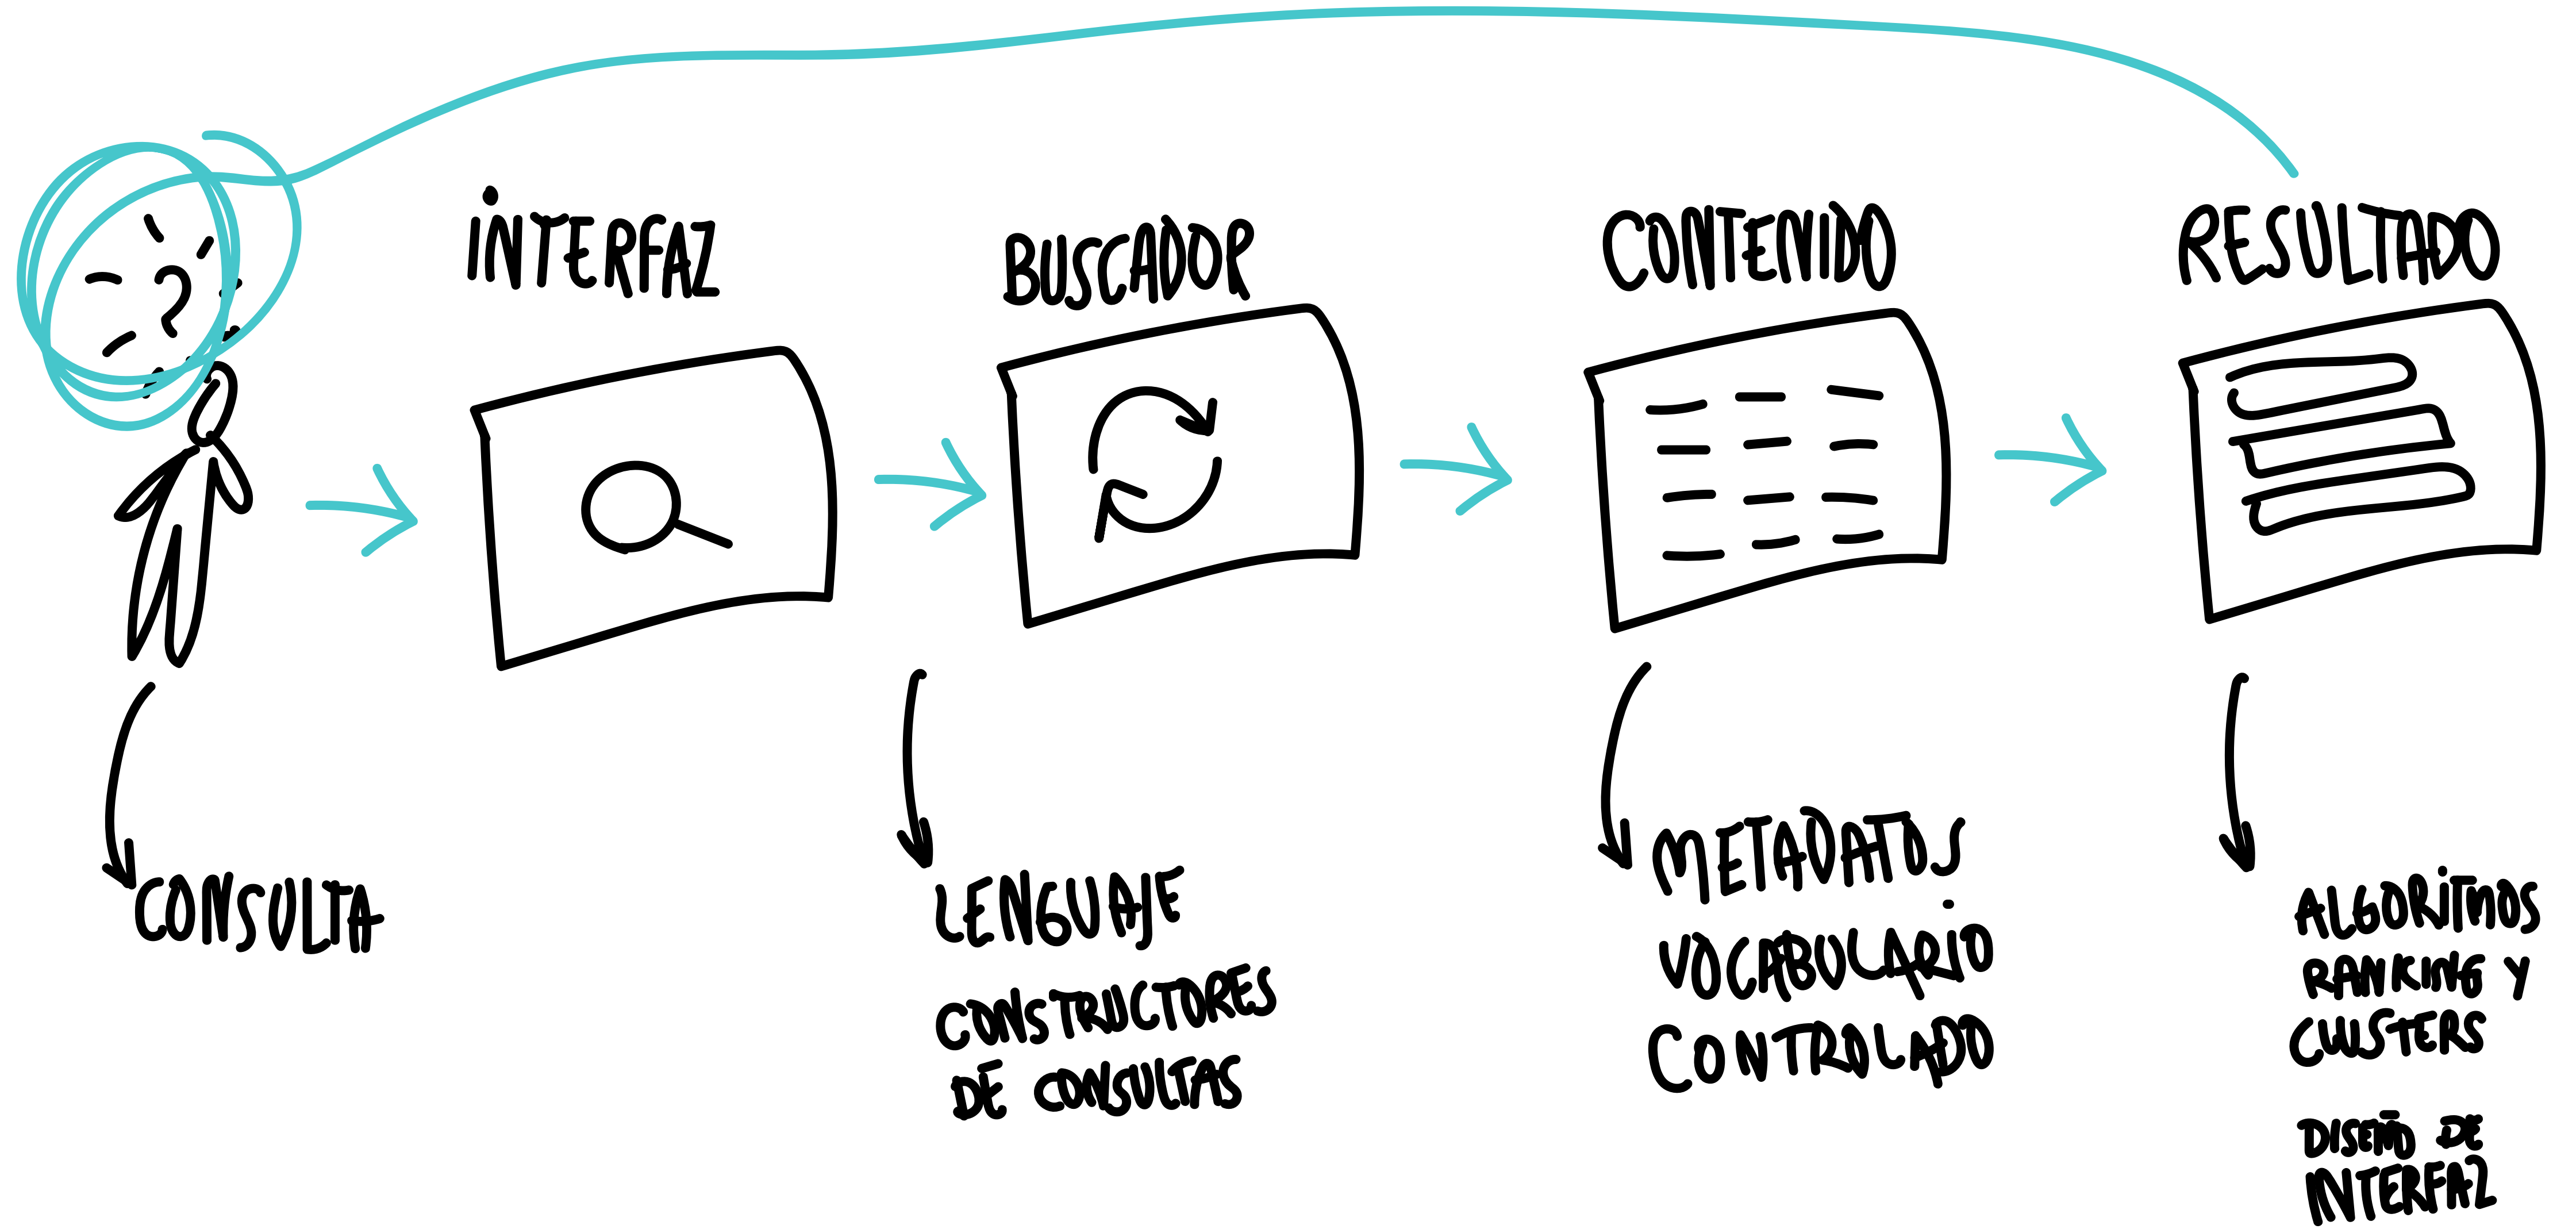 INTERFAZ
BUSCADOR
CONTENIDO
RESULTADO
CONSULTA
LENGUAJE
CONSTRUCTORES
DE CONSULTAS
METADATOS
VOCABULARIO
CONTROLADO
ALGORITMOS
RANKING Y
CLUSTERS
DISEÑO DE
INTERFAZ